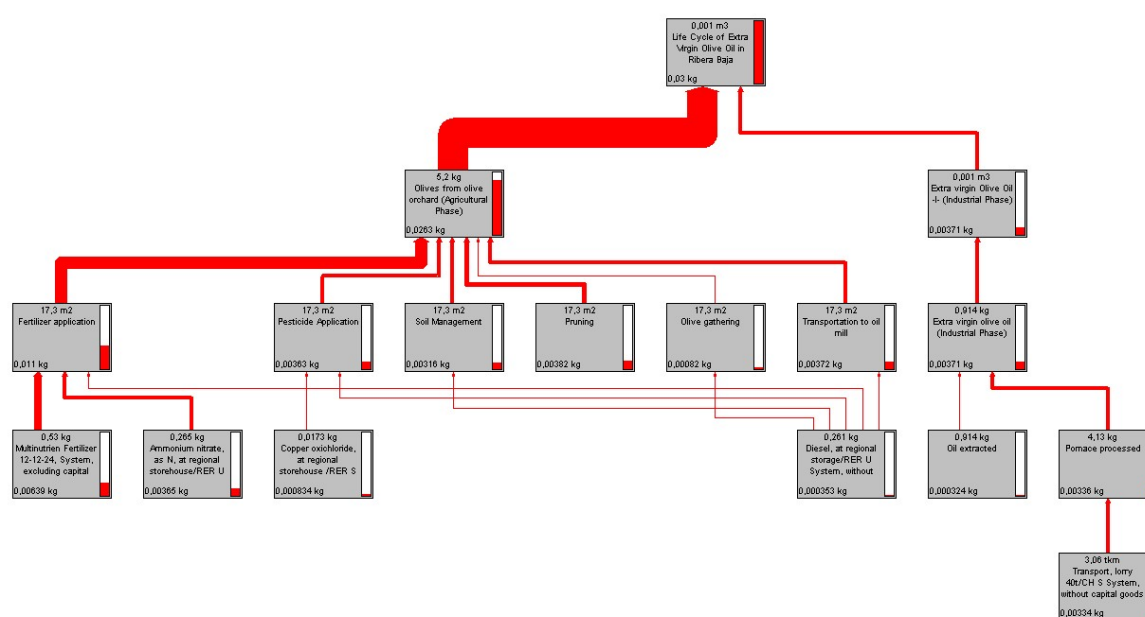 0,001 m3
Life Cycle of Extra
Virgin Olive Oil in
Ribera Baja
0,03 kg
5,2 kg
Olives from olive
orchard (Agricultural
Phase)
0,0263 kg
0,001 m3
Extra virgin Olive Oil
-I- (Industrial Phase)
0,00371 kg
17,3 m2
Fertilizer application
0,011 kg
17,3 m2
Pesticide Application
0,00363 kg
17,3 m2
Soil Management
0,00316 kg
17,3 m2
Pruning
0,00382 kg
17,3 m2
Olive gathering
0,00082 kg
17,3 m2
Transportation to oil
mill
0,00372 kg
0,914 kg
Extra virgin olive oil
(Industrial Phase)
0,00371 kg
0,53 kg
Multinutrien Fertilizer
12-12-24, System,
excluding capital
0,00639 kg
0,265 kg
Ammonium nitrate,
as N, at regional
storehouse/RER U
0,00365 kg
0,0173 kg
Copper oxichloride,
at regional
storehouse /RER S
0,000834 kg
0,261 kg
Diesel, at regional
storage/RER U
System, without
0,000353 kg
0,914 kg
Oil extracted
0,000324 kg
4,13 kg
Pomace processed
0,00336 kg
3,06 tkm
Transport, lorry
40t/CH S System,
without capital goods
0,00334 kg